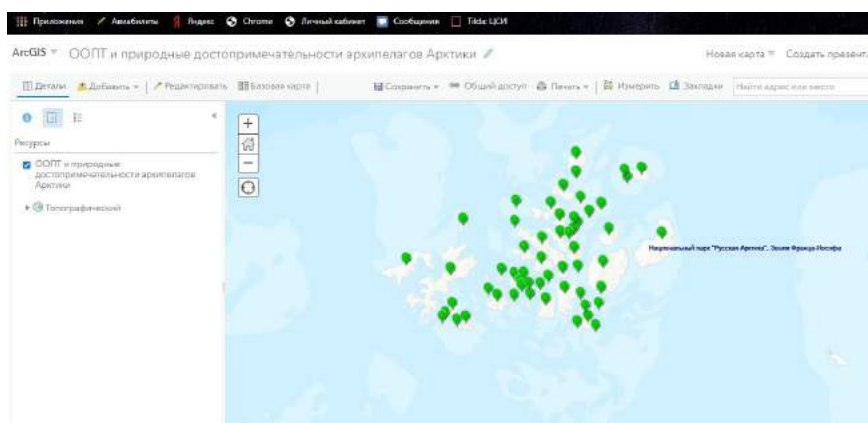 Приложения Авиабилеты Яндекс Chrome Личный кабинет Сообщения Tilda: ЦСИ
ArcGIS ООПТ и природные достопримечательности архипелагов Арктики Новая карта Создать презента
Детали Добавить Редактировать Базовая карта Сохранить Общий доступ Печать Измерить Закладки Найти адрес или место
Ресурсы
ООПТ и природные
достопримечательности архипелагов
Арктики
Топографический
Национальный парк "Русская Арктика", Земля Франца-Иосифа